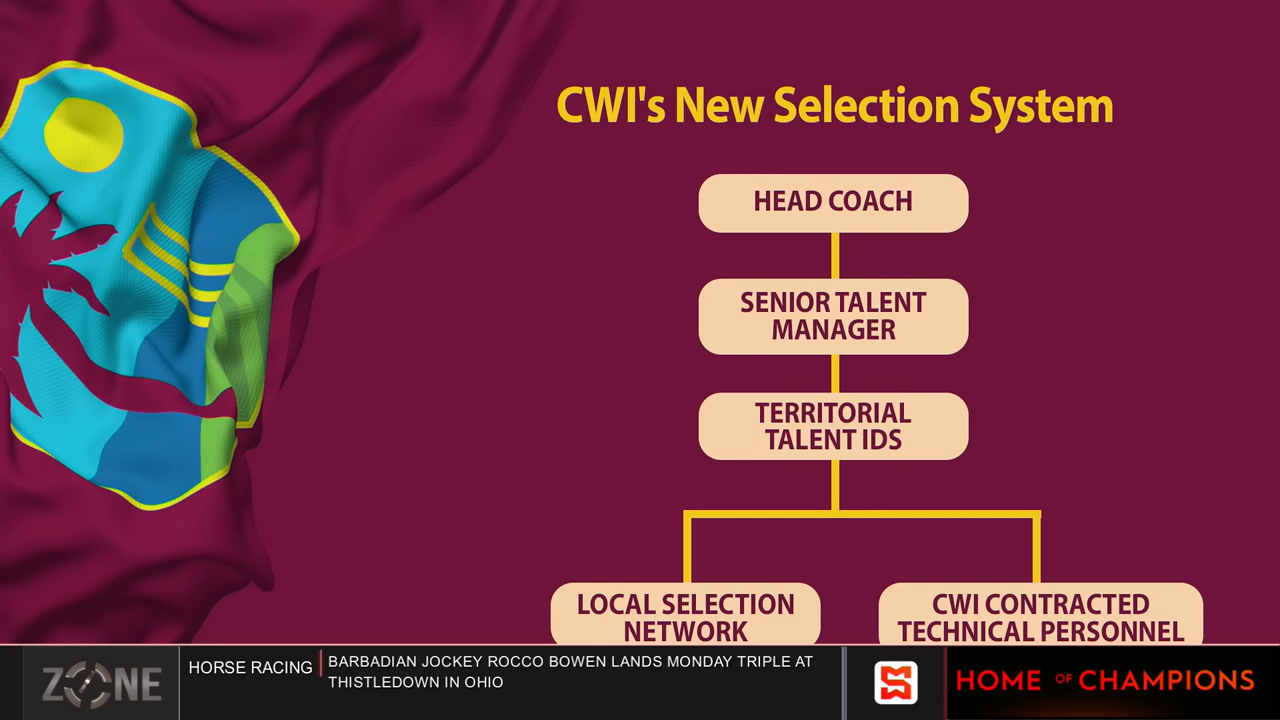 CWI's New Selection System
HEAD COACH
SENIOR TALENT
MANAGER
TERRITORIAL
TALENT IDS
LOCAL SELECTION
NETWORK
CWI CONTRACTED
TECHNICAL PERSONNEL
ZONE
HORSE RACING
BARBADIAN JOCKEY ROCCO BOWEN LANDS MONDAY TRIPLE AT
THISTLEDOWN IN OHIO
HOME OF CHAMPIONS